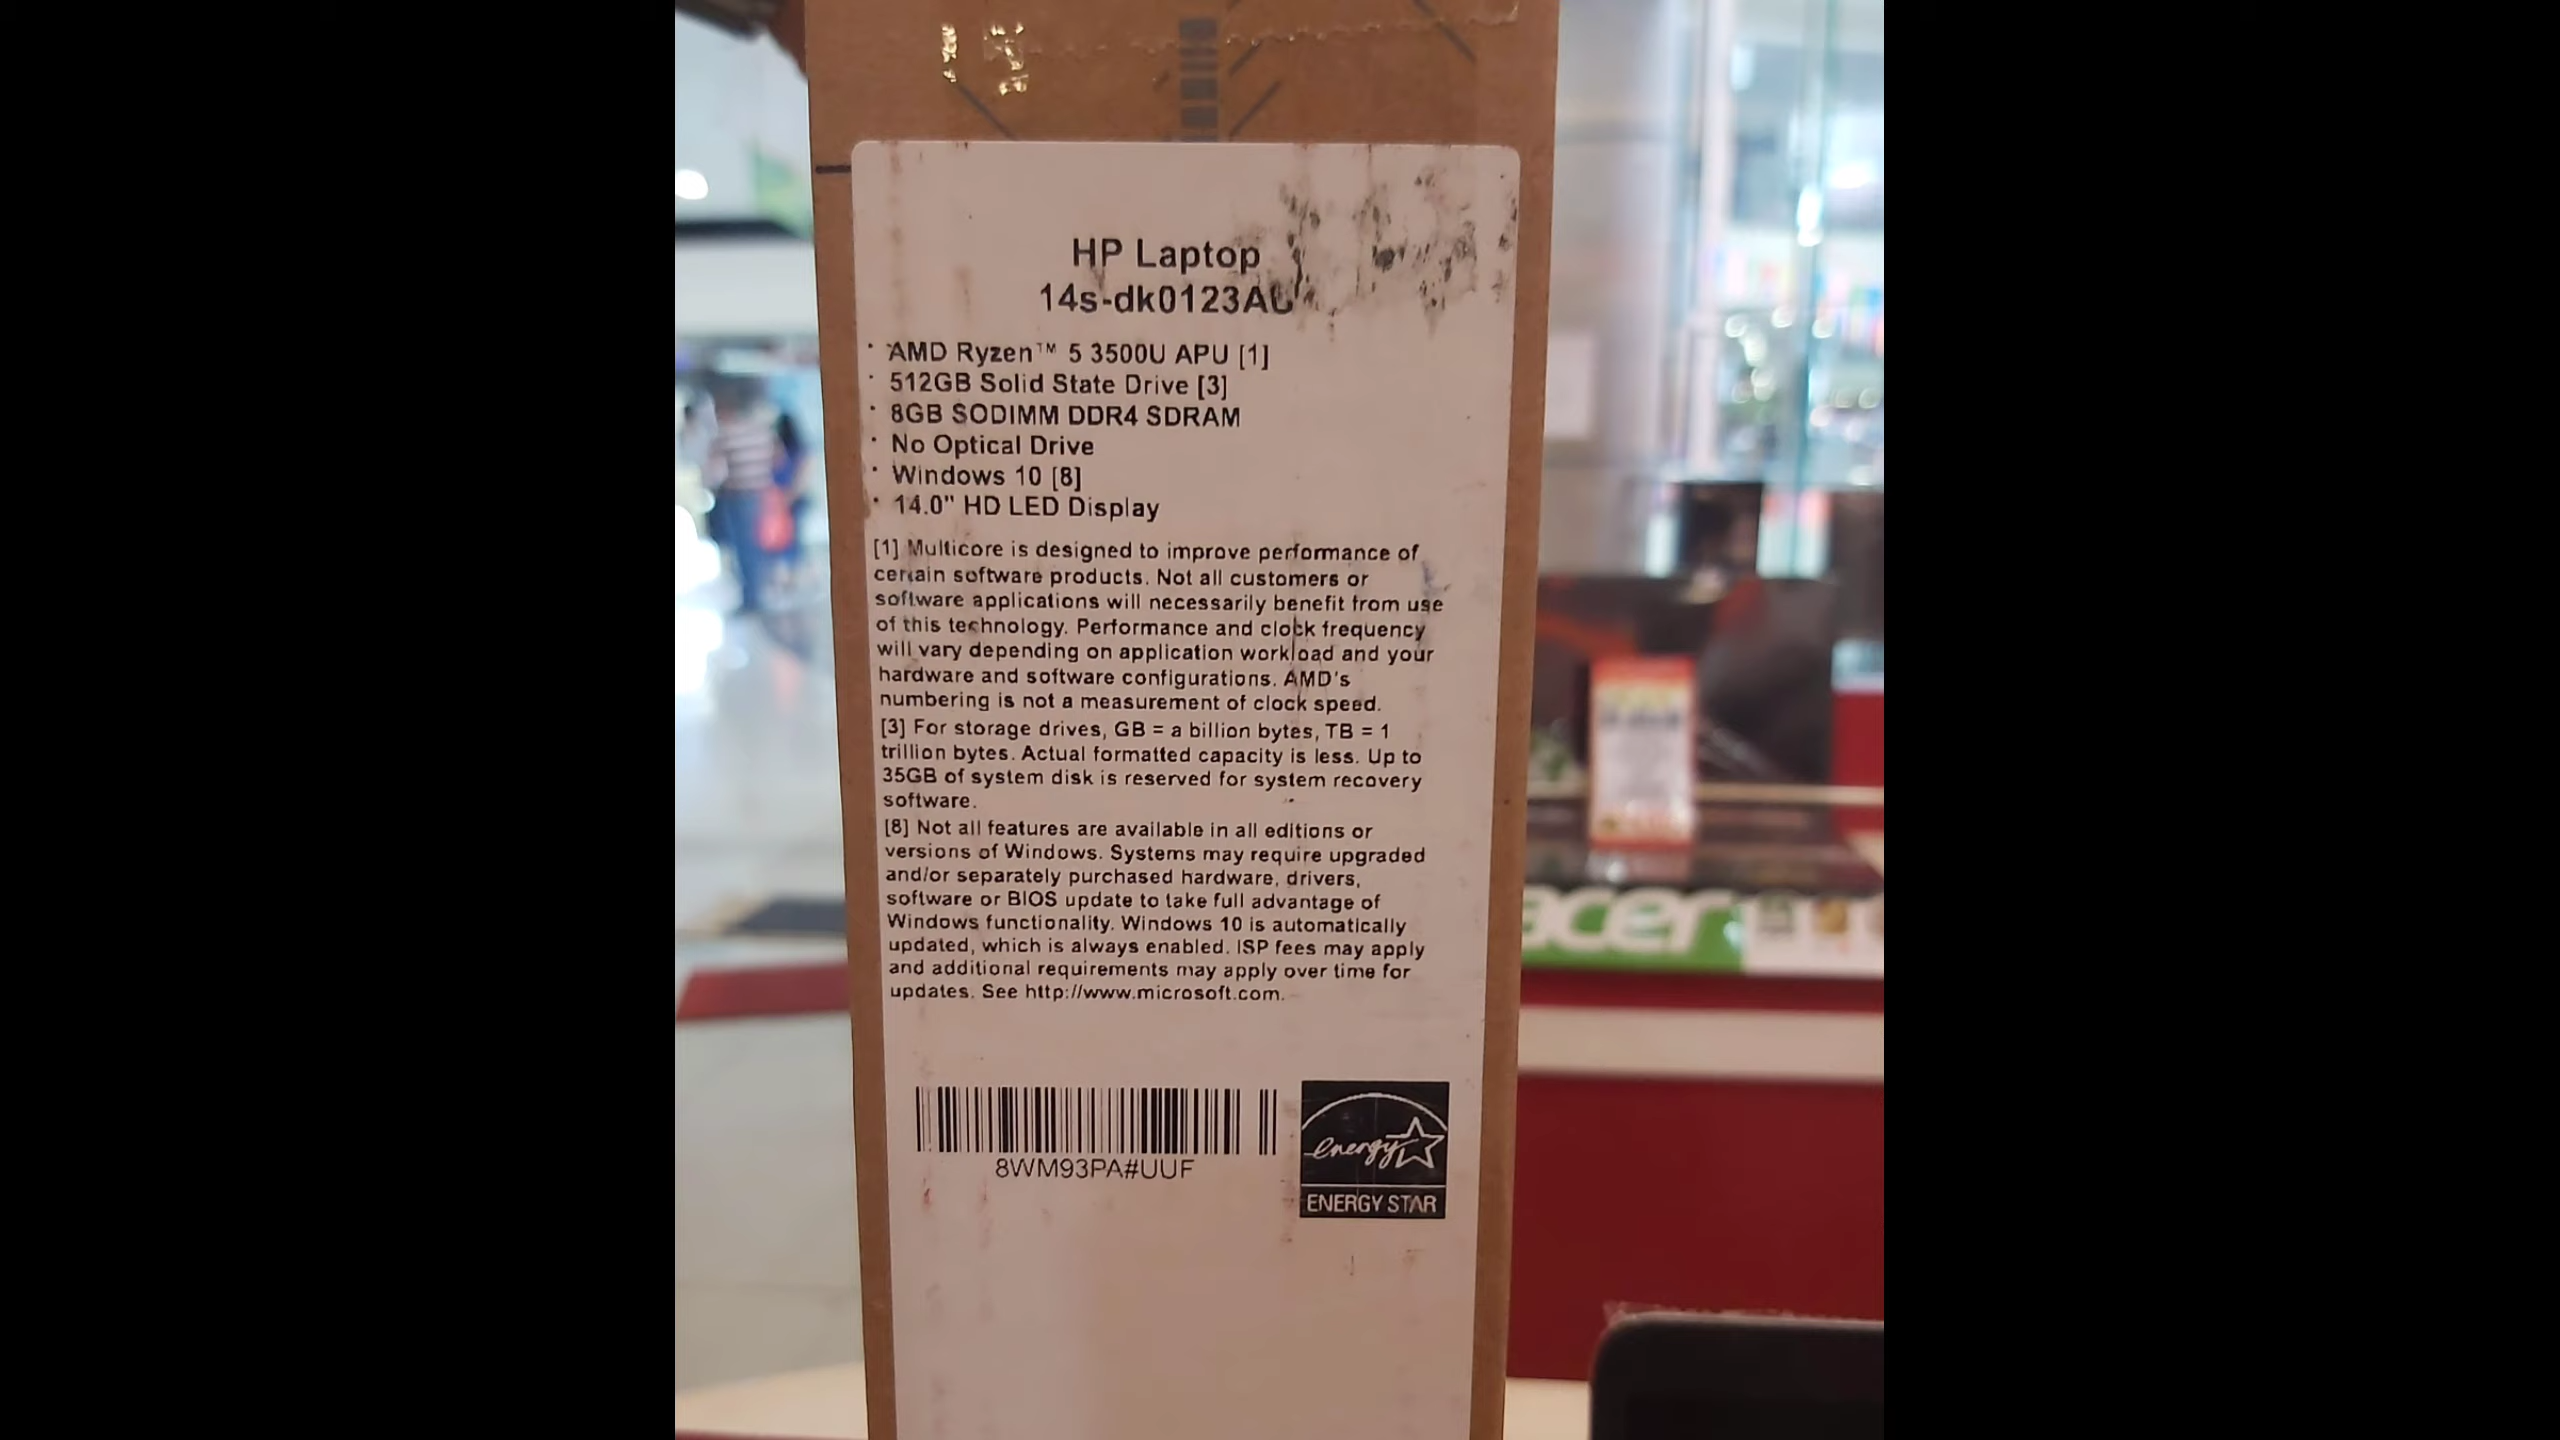 HP Laptop
14s-dk0123AU
· AMD Ryzen™ 5 3500U APU [1]
· 512GB Solid State Drive [3]
· 8GB SODIMM DDR4 SDRAM
· No Optical Drive
· Windows 10 [8]
· 14.0" HD LED Display
[1] Multicore is designed to improve performance of
certain software products. Not all customers or
software applications will necessarily benefit from use
of this technology. Performance and clock frequency
will vary depending on application workload and your
hardware and software configurations. AMD's
numbering is not a measurement of clock speed.
[3] For storage drives, GB = a billion bytes, TB = 1
trillion bytes. Actual formatted capacity is less. Up to
35GB of system disk is reserved for system recovery
software.
[8] Not all features are available in all editions or
versions of Windows. Systems may require upgraded
and/or separately purchased hardware, drivers,
software or BIOS update to take full advantage of
Windows functionality. Windows 10 is automatically
updated, which is always enabled. ISP fees may apply
and additional requirements may apply over time for
updates. See http://www.microsoft.com.
8WM93PA#UUF
energy
ENERGY STAR
acer